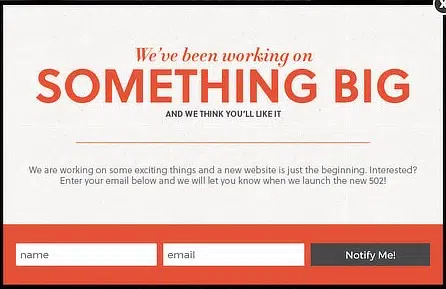 We've been working on
SOMETHING BIG
AND WE THINK YOU'LL LIKE IT
We are working on some exciting things and a new website is just the beginning. Interested?
Enter your email below and we will let you know when we launch the new 502!
name email Notify Me!